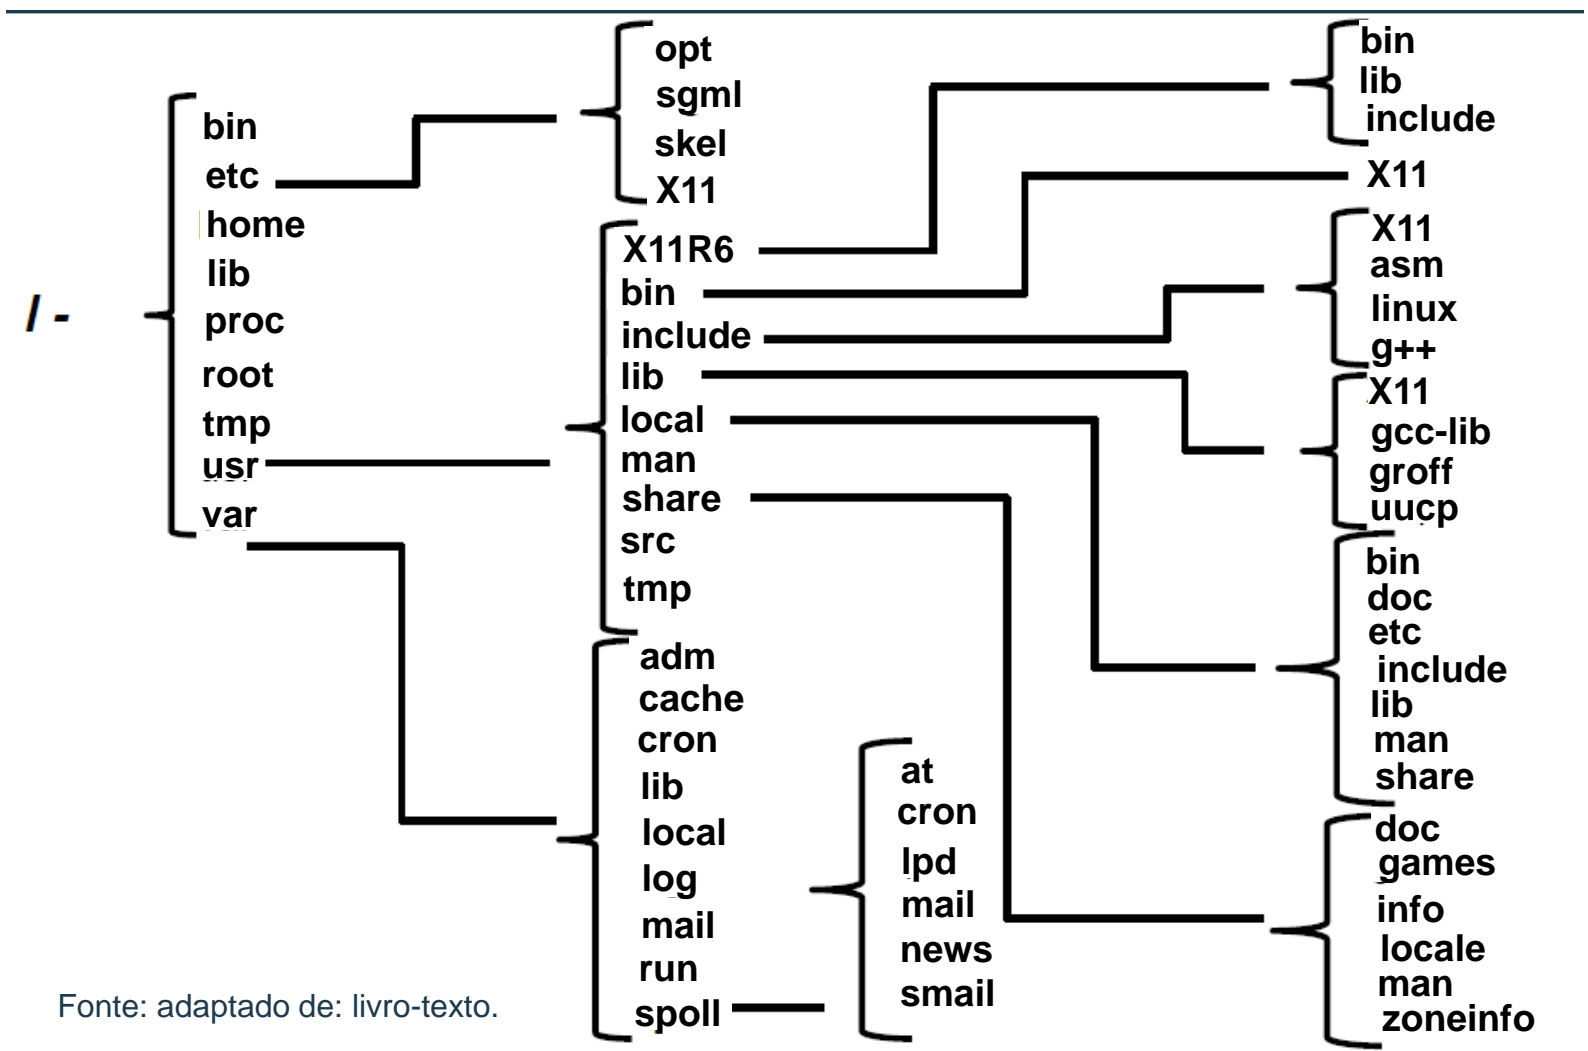 / -
bin
etc
home
lib
proc
root
tmp
usr
var
opt
sgml
skel
X11
X11R6
bin
include
lib
local
man
share
src
tmp
adm
cache
cron
lib
local
log
mail
run
spoll
at
cron
lpd
mail
news
smail
bin
lib
include
X11
X11
asm
linux
g++
X11
gcc-lib
groff
uucp
bin
doc
etc
include
lib
man
share
doc
games
info
locale
man
zoneinfo
Fonte: adaptado de: livro-texto.